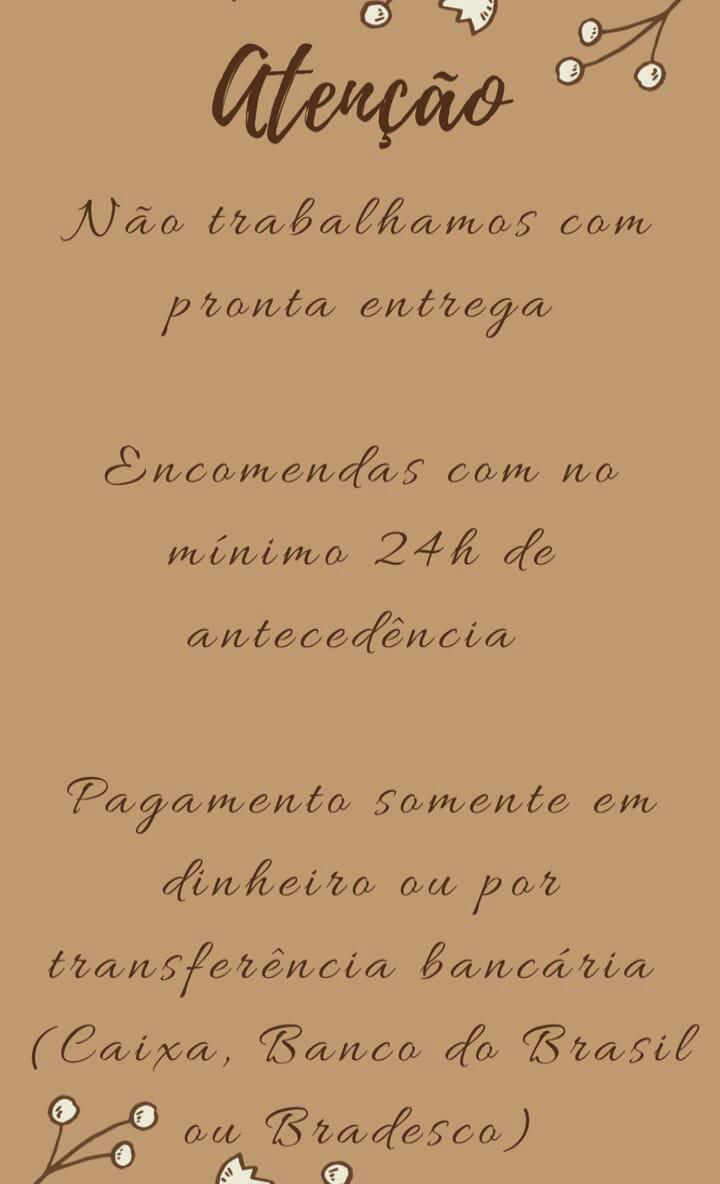 Atenção
Não trabalhamos com
pronta entrega
Encomendas com no
mínimo 24h de
antecedência
Pagamento somente em
dinheiro ou por
transferência bancária
(Caixa, Banco do Brasil
ou Bradesco)